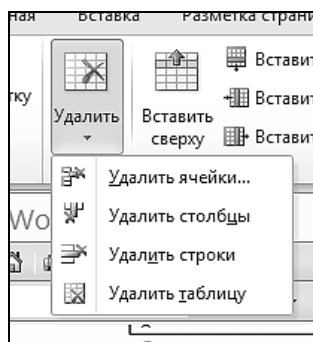 ная Вставка Разметка страни
тку Удалить Вставить сверху Вставит
Вставит
Вставит
Удалить ячейки...
Wo Удалить столбцы
Удалить строки
Удалить таблицу